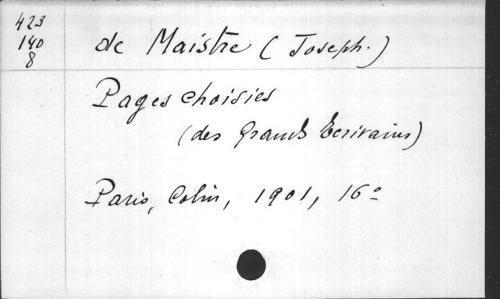 423
140
8
de Maistre (Joseph.)
Pages choisies
(des Grands Ecrivains)
Paris, Colin, 1901, 16°